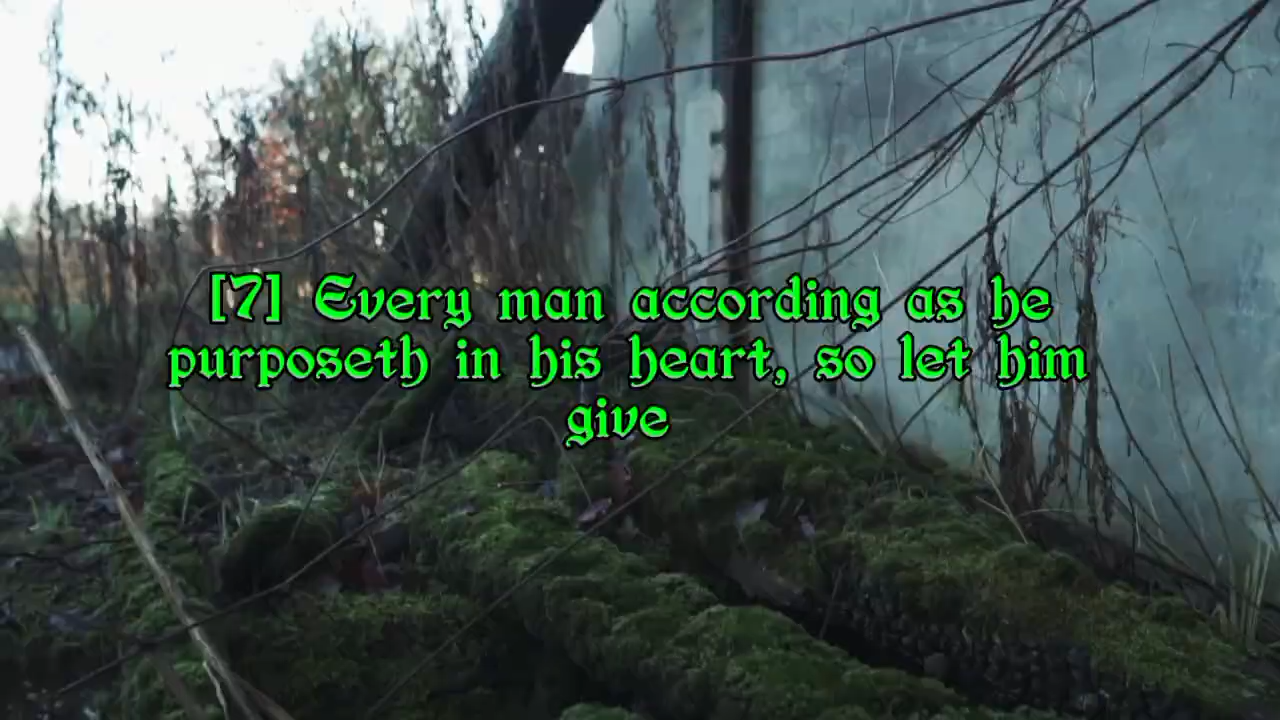 [7] Every man according as he
purposeth in his heart, so let him
give